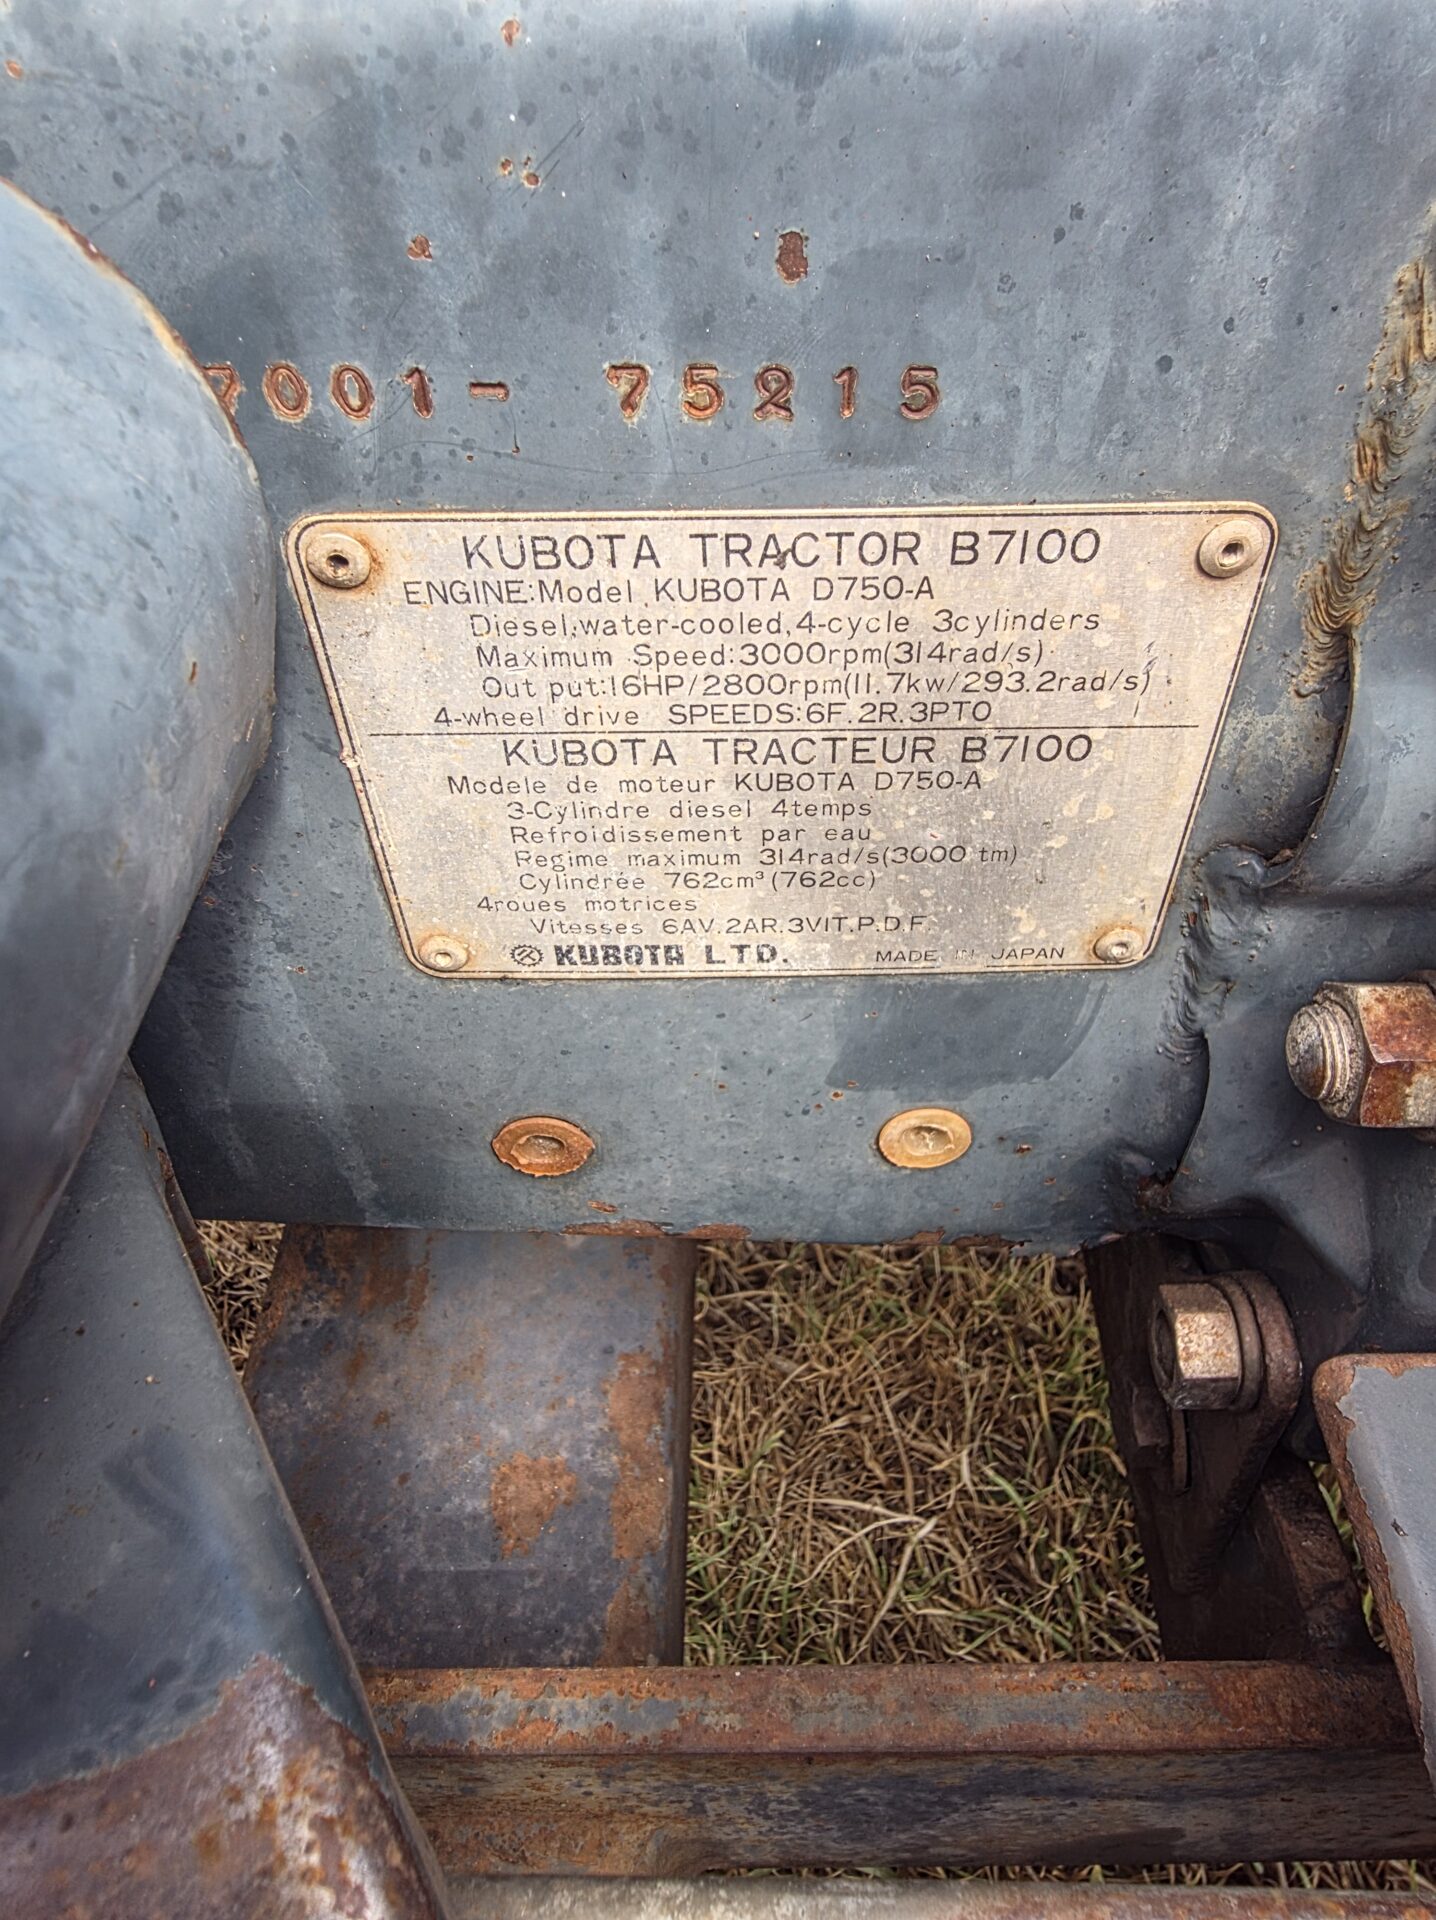 7001- 75215
KUBOTA TRACTOR B7100
ENGINE:Model KUBOTA D750-A
Diesel,water-cooled,4-cycle 3cylinders
Maximum Speed:3000rpm(314rad/s)
Out put:16HP/2800rpm(11.7kw/293.2rad/s)
4-wheel drive SPEEDS:6F.2R.3PTO
KUBOTA TRACTEUR B7100
Modele de moteur KUBOTA D750-A
3-Cylindre diesel 4temps
Refroidissement par eau
Regime maximum 314rad/s(3000 tm)
Cylindrée 762cm³(762cc)
4roues motrices
Vitesses 6AV.2AR.3VIT.P.D.F.
KUBOTA LTD. MADE IN JAPAN